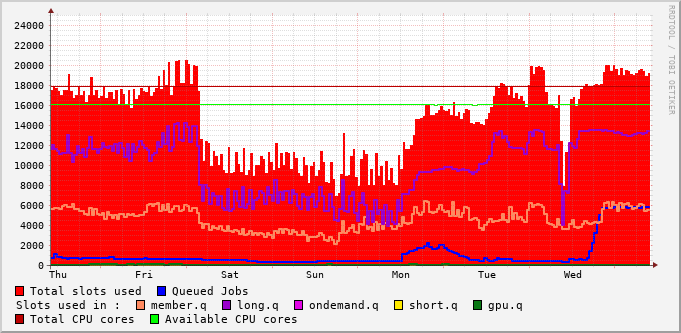 24000
22000
20000
18000
16000
14000
12000
10000
8000
6000
4000
2000
0
Thu Fri Sat Sun Mon Tue Wed
RRDTOOL / TOBI OETIKER
Total slots used Queued Jobs
Slots used in : member.q long.q ondemand.q short.q gpu.q
Total CPU cores Available CPU cores